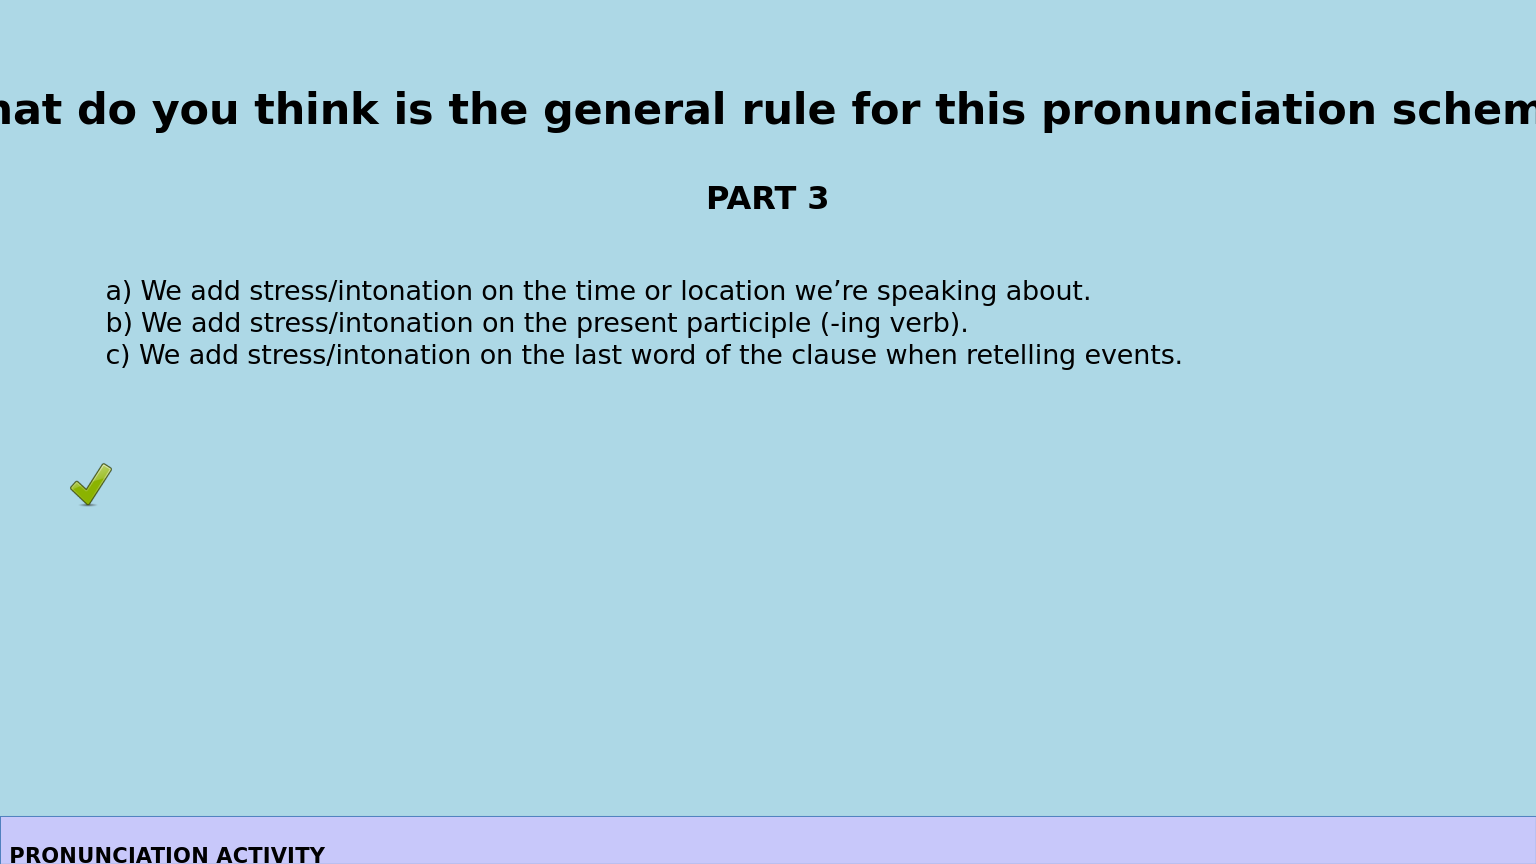 hat do you think is the general rule for this pronunciation schem
PART 3
a) We add stress/intonation on the time or location we’re speaking about.
b) We add stress/intonation on the present participle (-ing verb).
c) We add stress/intonation on the last word of the clause when retelling events.
PRONUNCIATION ACTIVITY